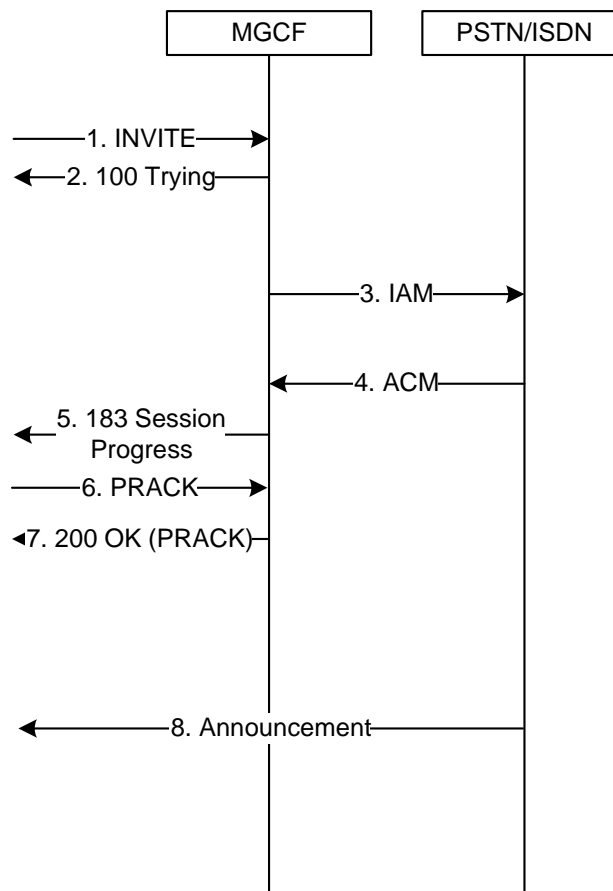 MGCF
PSTN/ISDN
1. INVITE
2. 100 Trying
3. IAM
4. ACM
5. 183 Session
Progress
6. PRACK
7. 200 OK (PRACK)
8. Announcement